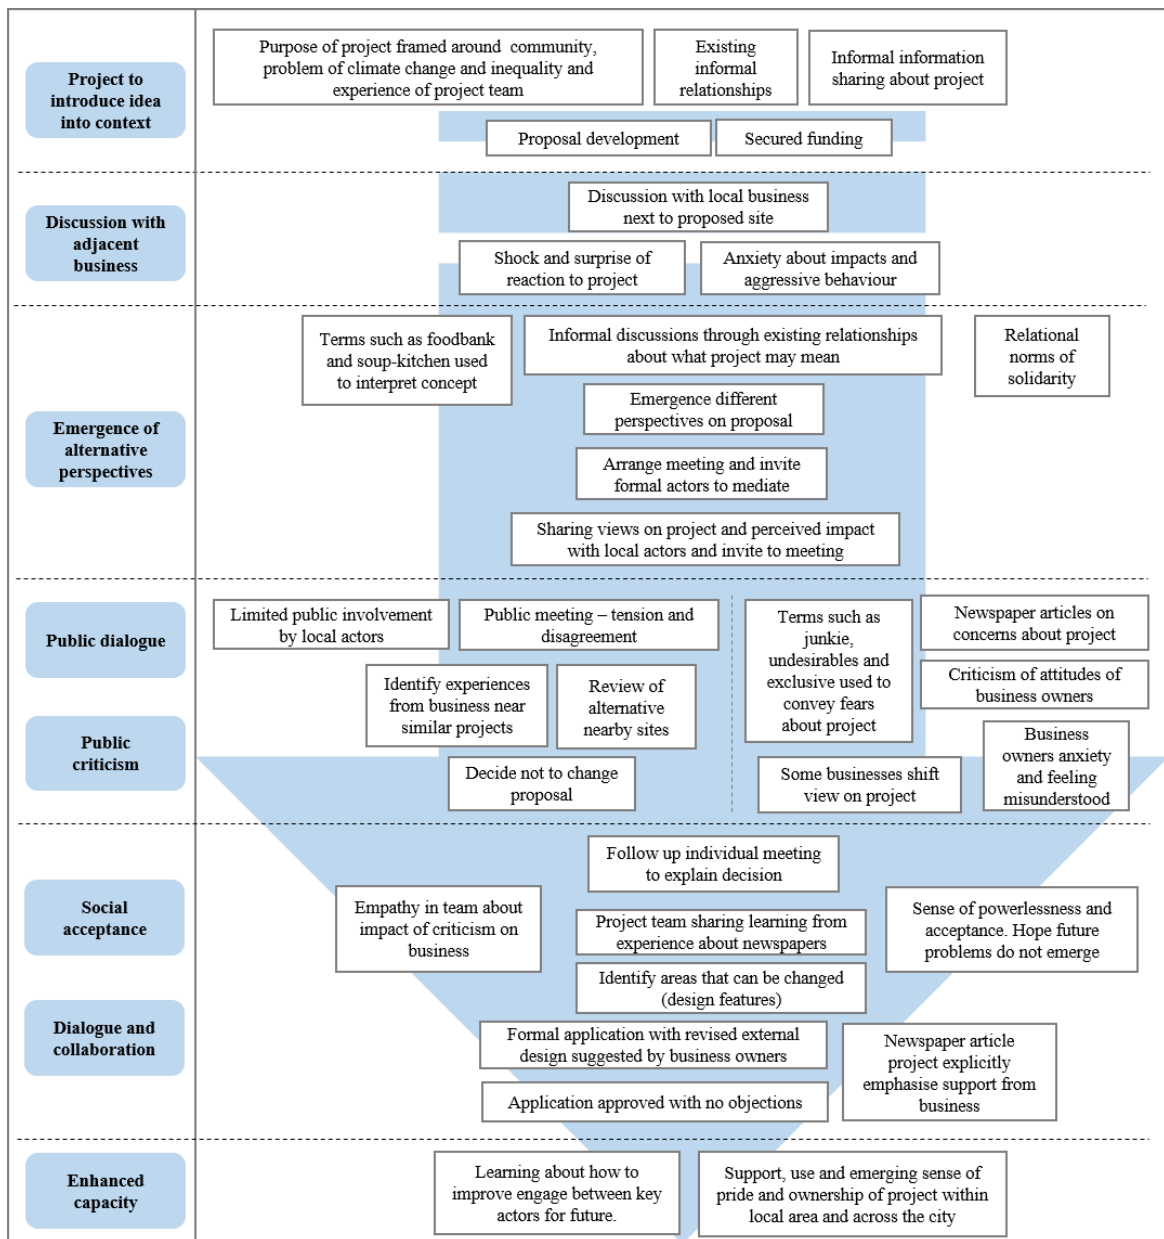 Project to
introduce idea
into context
Purpose of project framed around community,
problem of climate change and inequality and
experience of project team
Existing
informal
relationships
Informal information
sharing about project
Proposal development
Secured funding
Discussion with
adjacent
business
Discussion with local business
next to proposed site
Shock and surprise of
reaction to project
Anxiety about impacts and
aggressive behaviour
Emergence of
alternative
perspectives
Terms such as foodbank
and soup-kitchen used
to interpret concept
Informal discussions through existing relationships
about what project may mean
Relational
norms of
solidarity
Emergence different
perspectives on proposal
Arrange meeting and invite
formal actors to mediate
Sharing views on project and perceived impact
with local actors and invite to meeting
Public dialogue
Limited public involvement
by local actors
Public meeting – tension and
disagreement
Terms such as
junkie,
undesirables and
exclusive used to
convey fears
about project
Newspaper articles on
concerns about project
Criticism of attitudes of
business owners
Public
criticism
Identify experiences
from business near
similar projects
Review of
alternative
nearby sites
Business
owners anxiety
and feeling
misunderstood
Decide not to change
proposal
Some businesses shift
view on project
Social
acceptance
Follow up individual meeting
to explain decision
Empathy in team about
impact of criticism on
business
Project team sharing learning from
experience about newspapers
Sense of powerlessness and
acceptance. Hope future
problems do not emerge
Identify areas that can be changed
(design features)
Dialogue and
collaboration
Formal application with revised external
design suggested by business owners
Newspaper article
project explicitly
emphasise support from
business
Application approved with no objections
Enhanced
capacity
Learning about how to
improve engage between key
actors for future.
Support, use and emerging sense of
pride and ownership of project within
local area and across the city